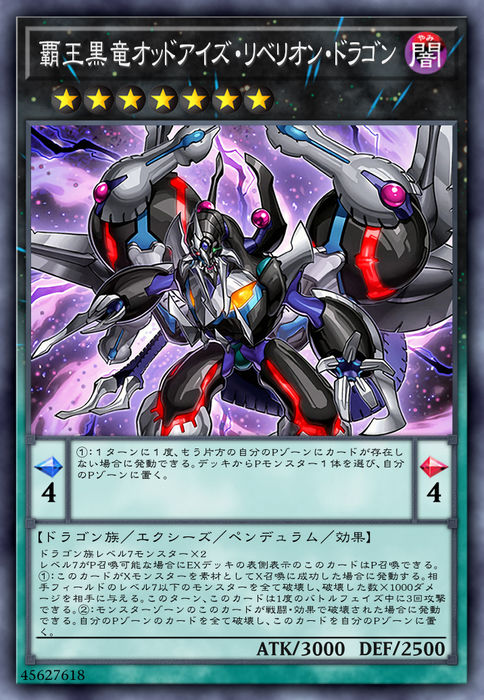 覇王黒竜オッドアイズ・リベリオン・ドラゴン
やみ
闇
①：１ターンに１度、もう片方の自分のPゾーンにカードが存在し
ない場合に発動できる。デッキからPモンスター１体を選び、自分
のPゾーンに置く。
4
4
【ドラゴン族／エクシーズ／ペンデュラム／効果】
ドラゴン族レベル7モンスター×2
レベル7がP召喚可能な場合にEXデッキの表側表示のこのカードはP召喚できる。
①：このカードがXモンスターを素材としてX召喚に成功した場合に発動する。相
手フィールドのレベル7以下のモンスターを全て破壊し、破壊した数×1000ダメ
ージを相手に与える。このターン、このカードは1度のバトルフェイズ中に3回攻撃
できる。②：モンスターゾーンのこのカードが戦闘・効果で破壊された場合に発動
できる。自分のPゾーンのカードを全て破壊し、このカードを自分のPゾーンに置
く。
ATK/3000 DEF/2500
45627618